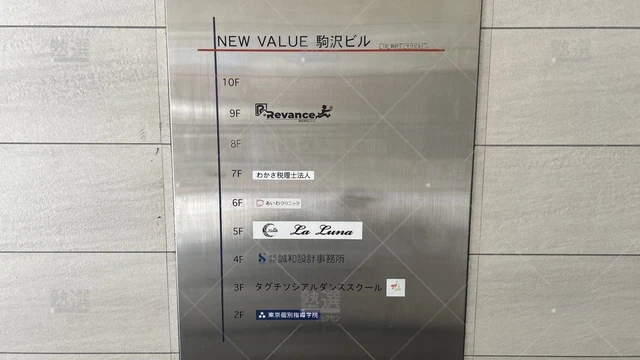 NEW VALUE 駒沢ビル
10F
9F Revance.
8F
7F わかさ税理士法人
6F あいわクリニック
5F La Luna
4F 誠和設計事務所
3F タグチソシアルダンススクール
2F 東京個別指導学院
熱選